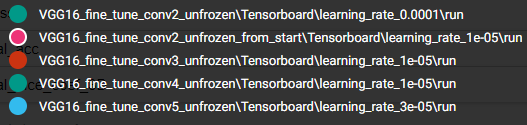 VGG16_fine_tune_conv2_unfrozen\Tensorboard\learning_rate_0.0001\run
VGG16_fine_tune_conv2_unfrozen_from_start\Tensorboard\learning_rate_1e-05\run
VGG16_fine_tune_conv3_unfrozen\Tensorboard\learning_rate_1e-05\run
VGG16_fine_tune_conv4_unfrozen\Tensorboard\learning_rate_1e-05\run
VGG16_fine_tune_conv5_unfrozen\Tensorboard\learning_rate_3e-05\run